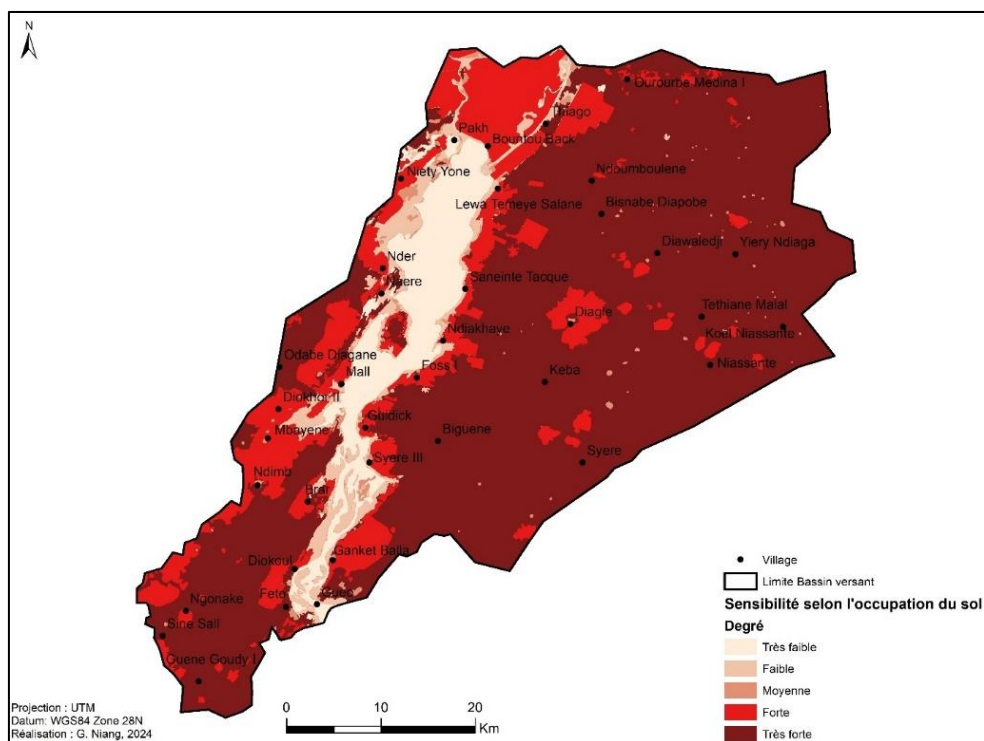 N
Ourourbe Medina I
Thiago
Pakh
Bountou Back
Niety Yone
Ndoumboulene
Lewa Temeye Salane
Bisnabe Diapobe
Diawaledji
Yiery Ndiaga
Nder
Naere
Saneinte Tacque
Tethiane Malal
Diagle
Koel Niassante
Ndiakhaye
Odabe Diagane
Foss I
Niassante
Mall
Keba
Diokhor II
Guidick
Mbayene
Biguene
Syere III
Syere
Ndimb
Brar
Ganket Balla
Diokoul
Feto
Gueo
Ngonake
Sine Sall
Guene Goudy I
Village
Limite Bassin versant
Sensibilité selon l'occupation du sol
Degré
Très faible
Faible
Moyenne
Forte
Très forte
0 10 20
Km
Projection : UTM
Datum: WGS84 Zone 28N
Réalisation : G. Niang, 2024